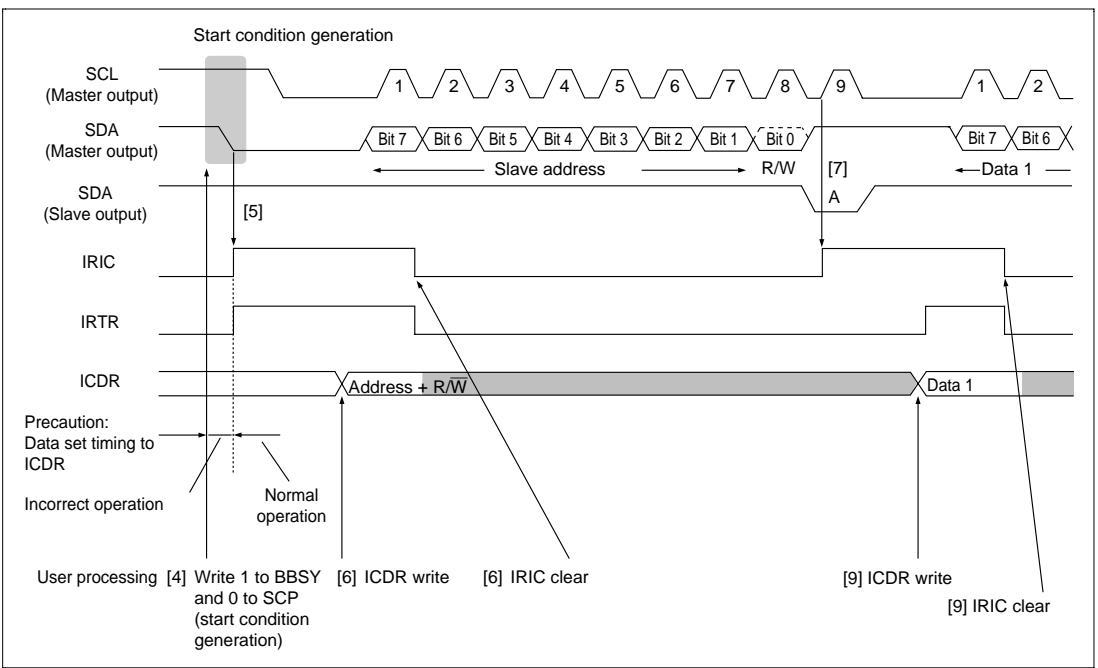 Start condition generation
SCL
(Master output)
1 2 3 4 5 6 7 8 9 1 2
SDA
(Master output)
Bit 7 Bit 6 Bit 5 Bit 4 Bit 3 Bit 2 Bit 1 Bit 0 Bit 7 Bit 6
Slave address R/W [7] Data 1
SDA
(Slave output)
A
[5]
IRIC
IRTR
ICDR
Address + R/W̅ Data 1
Precaution:
Data set timing to
ICDR
Incorrect operation
Normal
operation
User processing [4] Write 1 to BBSY
and 0 to SCP
(start condition
generation)
[6] ICDR write
[6] IRIC clear
[9] ICDR write
[9] IRIC clear